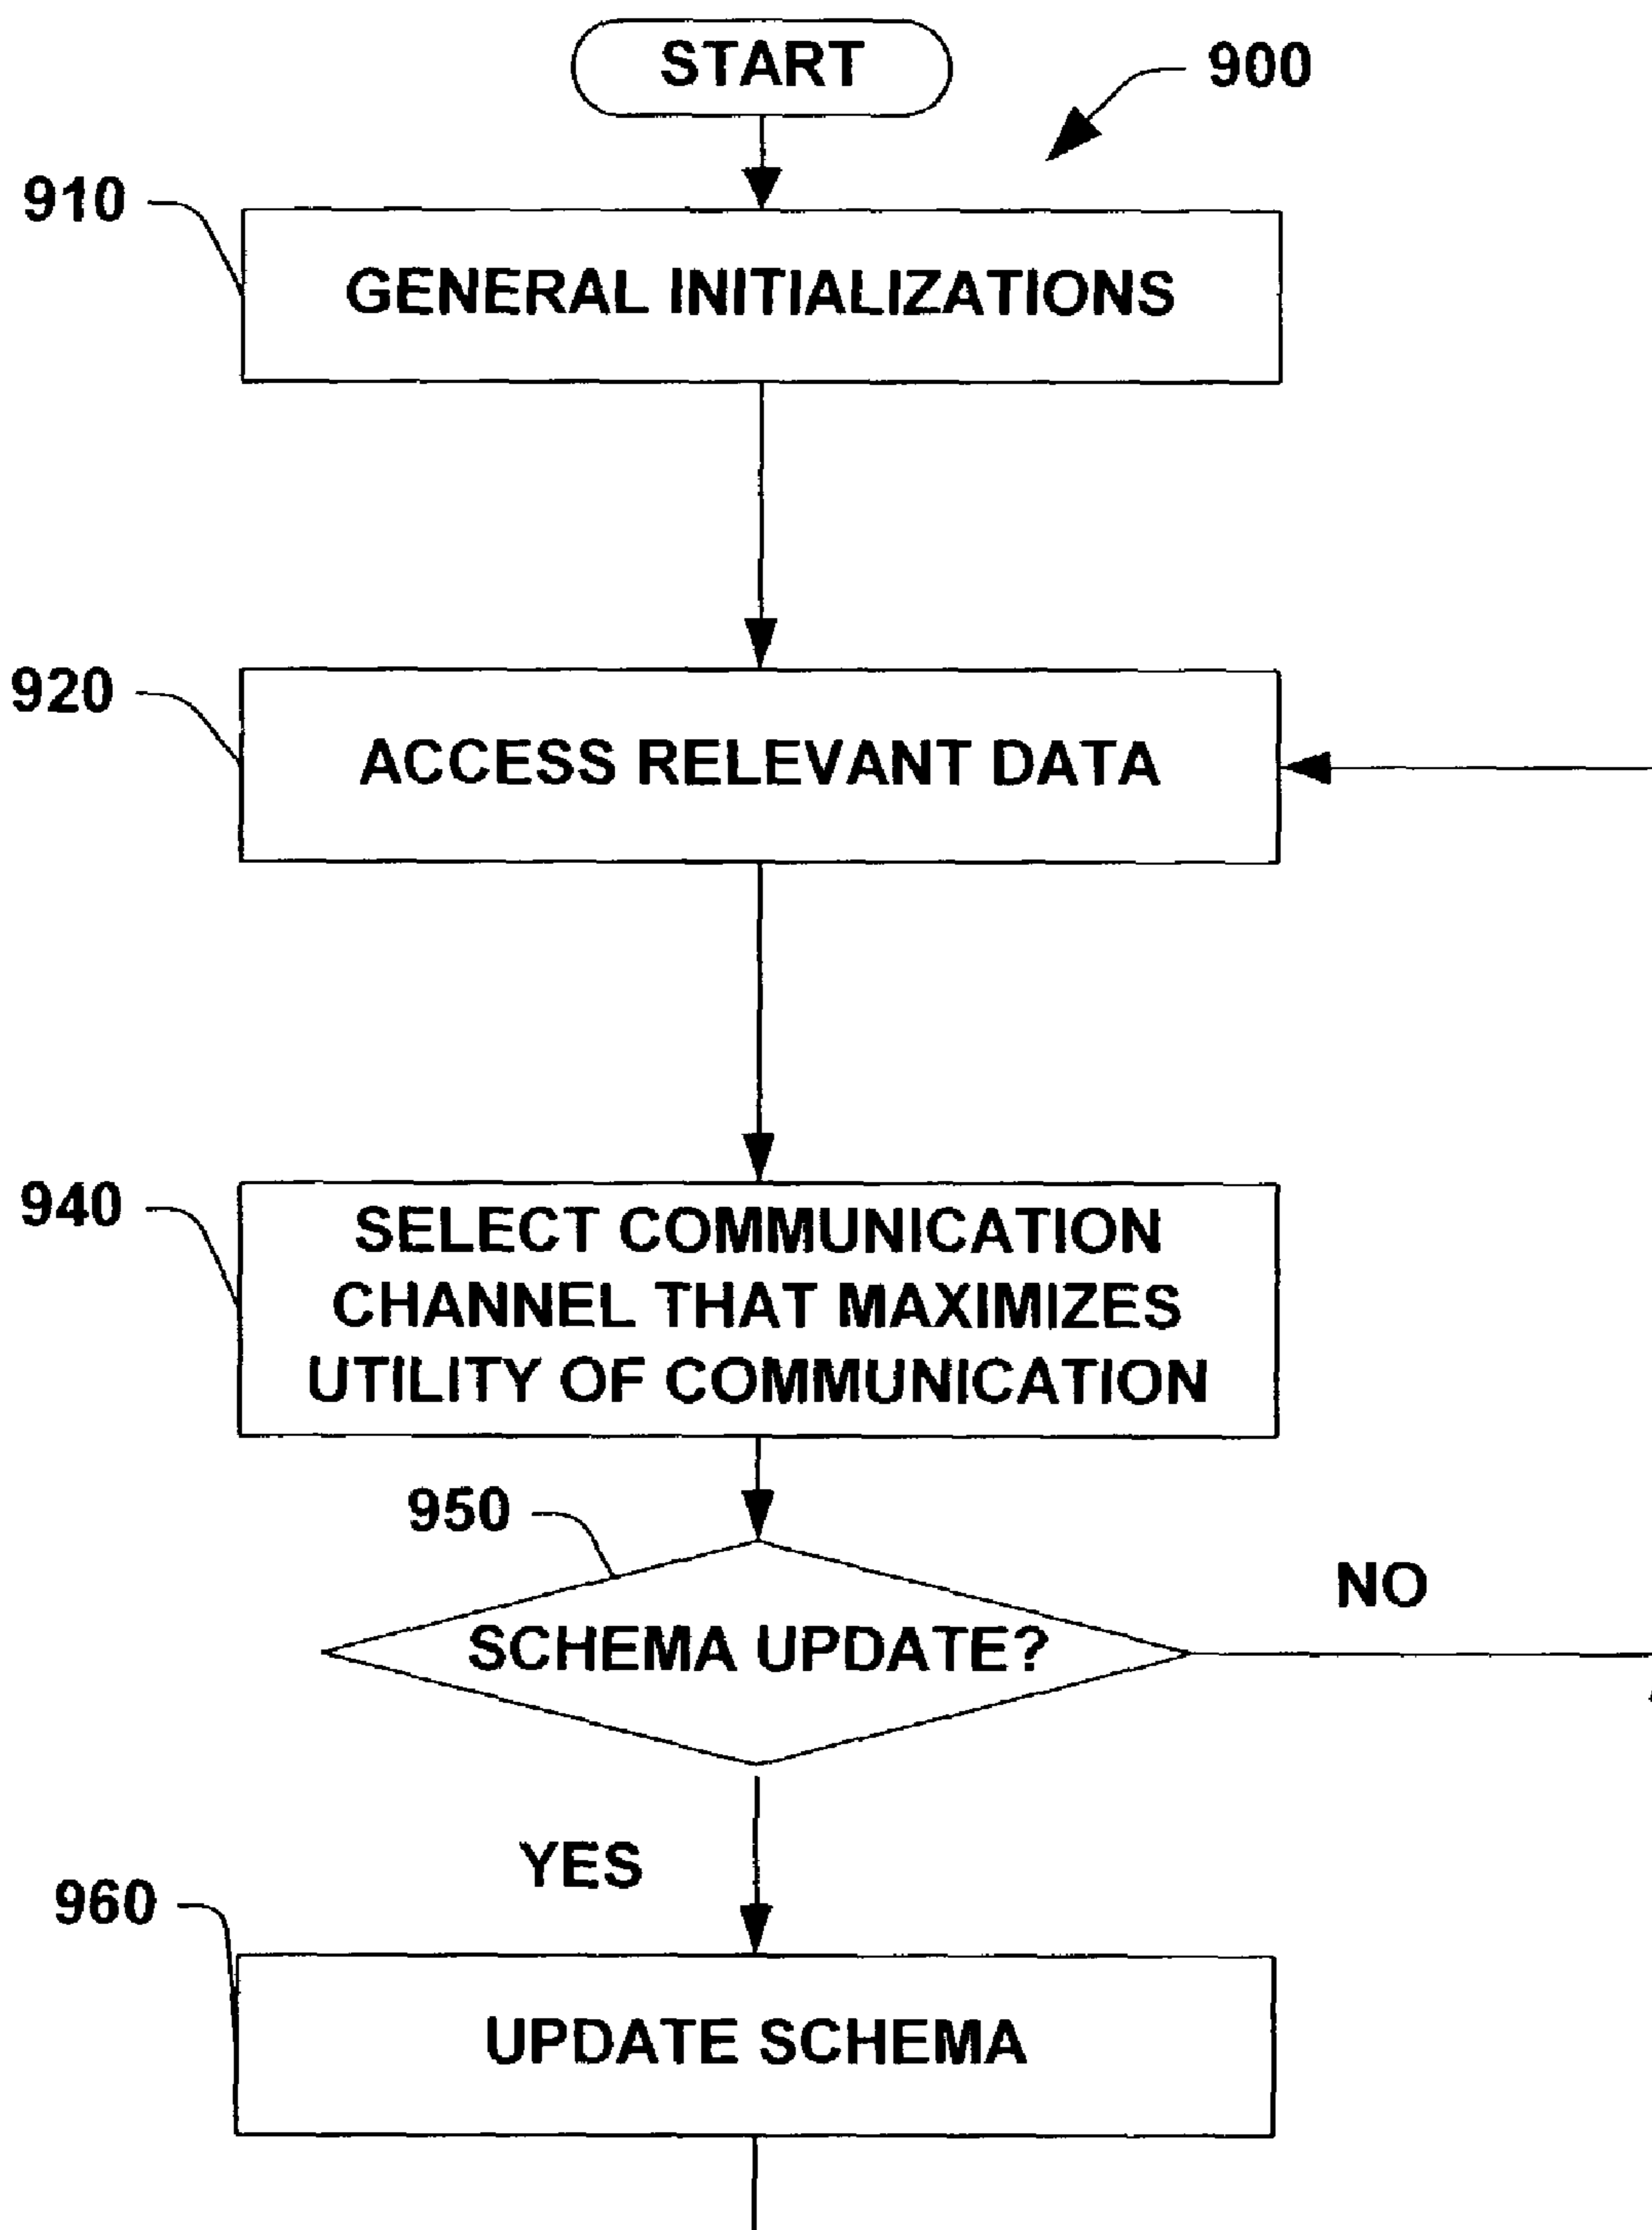 START
900
910
GENERAL INITIALIZATIONS
920
ACCESS RELEVANT DATA
940
SELECT COMMUNICATION
CHANNEL THAT MAXIMIZES
UTILITY OF COMMUNICATION
950
SCHEMA UPDATE?
NO
YES
960
UPDATE SCHEMA